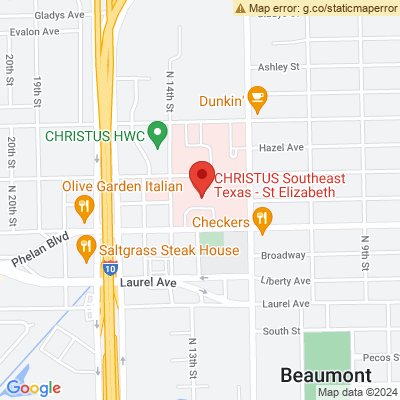 Map error: g.co/staticmaperror
Gladys Ave
Gladys Ave
Evalon Ave
20th St
19th St
N 14th St
Ashley St
Dunkin'
CHRISTUS HWC
Hazel Ave
20th St
CHRISTUS Southeast
Texas - St Elizabeth
Olive Garden Italian
N 20th St
Checkers
Phelan Blvd
Saltgrass Steak House
Broadway
N 9th St
10
Laurel Ave
Liberty Ave
Laurel Ave
South St
N 13th St
Pecos St
Beaumont
Google
Map data ©2024